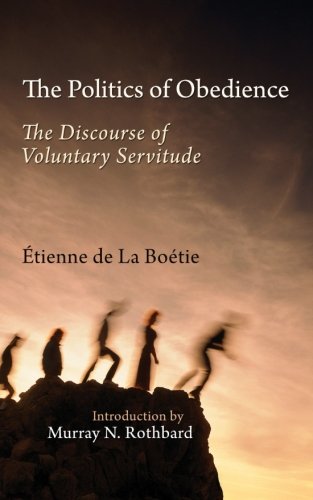 The Politics of Obedience
The Discourse of
Voluntary Servitude
Étienne de La Boétie
Introduction by
Murray N. Rothbard